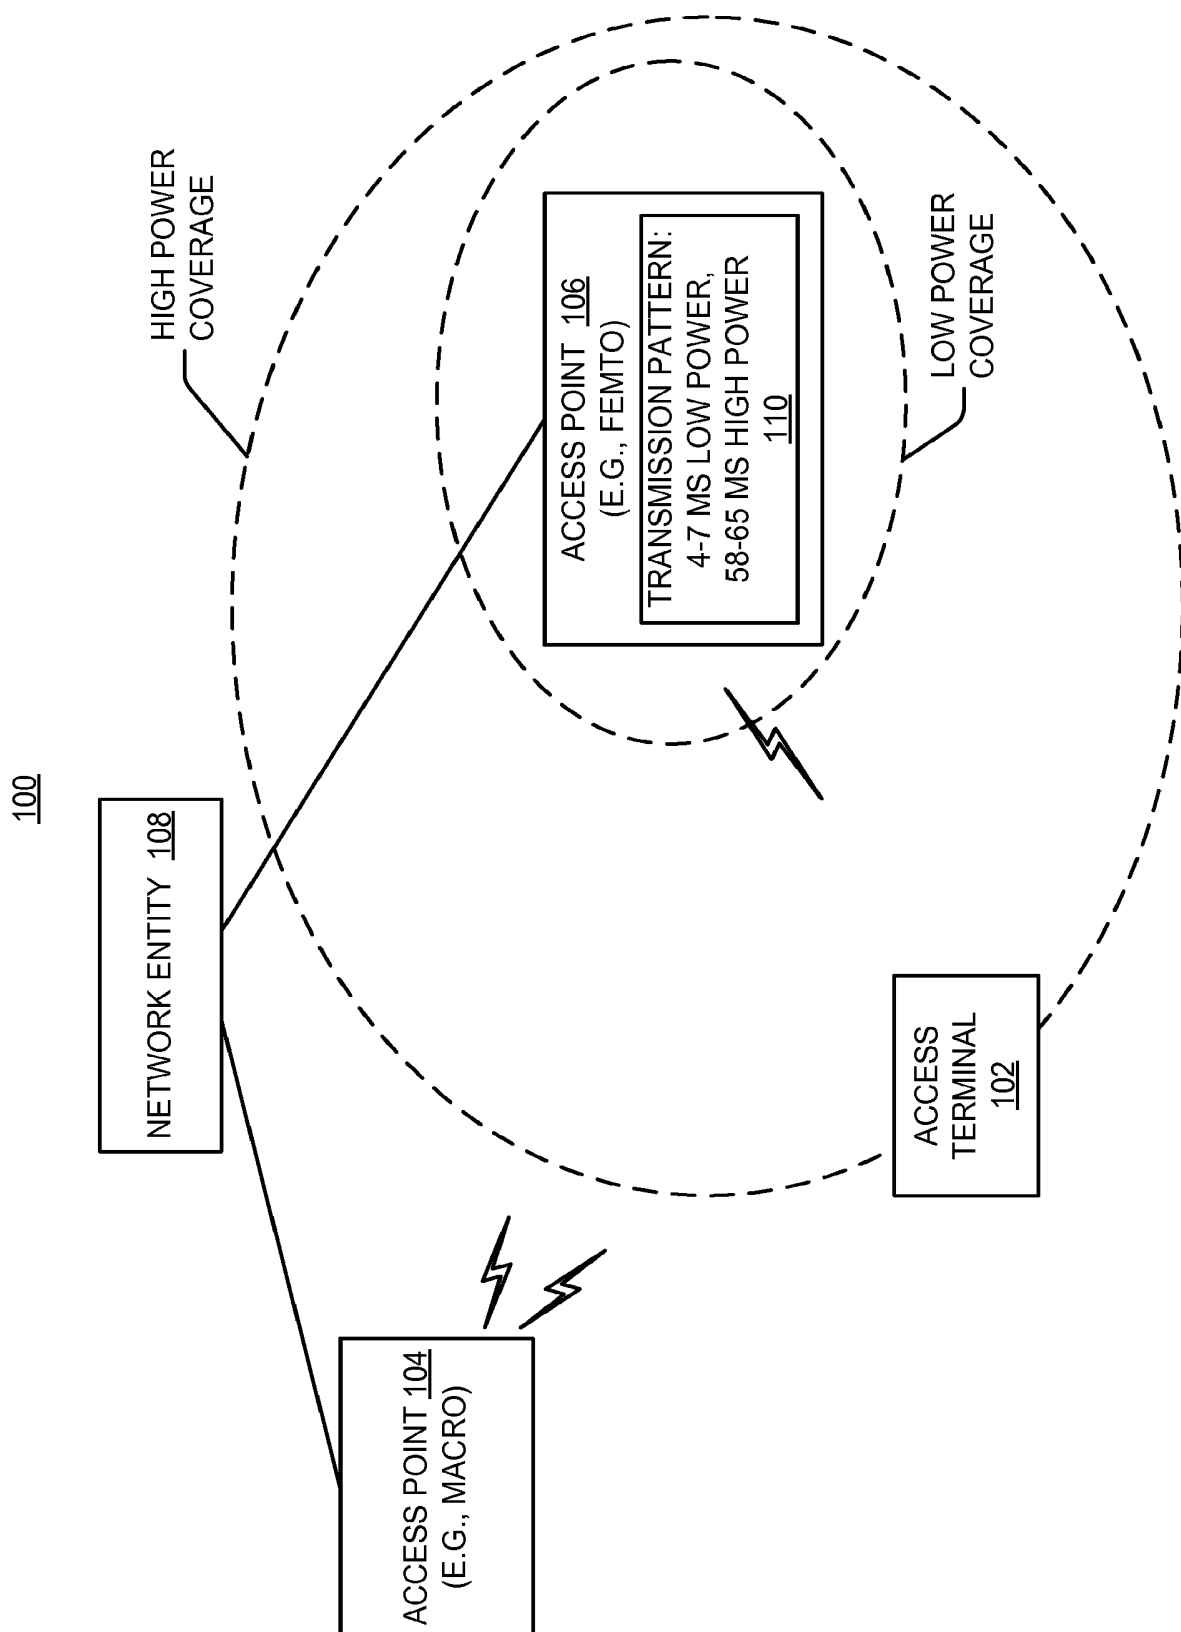 100
NETWORK ENTITY 108
HIGH POWER
COVERAGE
ACCESS POINT 104
(E.G., MACRO)
ACCESS POINT 106
(E.G., FEMTO)
TRANSMISSION PATTERN:
4-7 MS LOW POWER,
58-65 MS HIGH POWER
110
ACCESS
TERMINAL
102
LOW POWER
COVERAGE